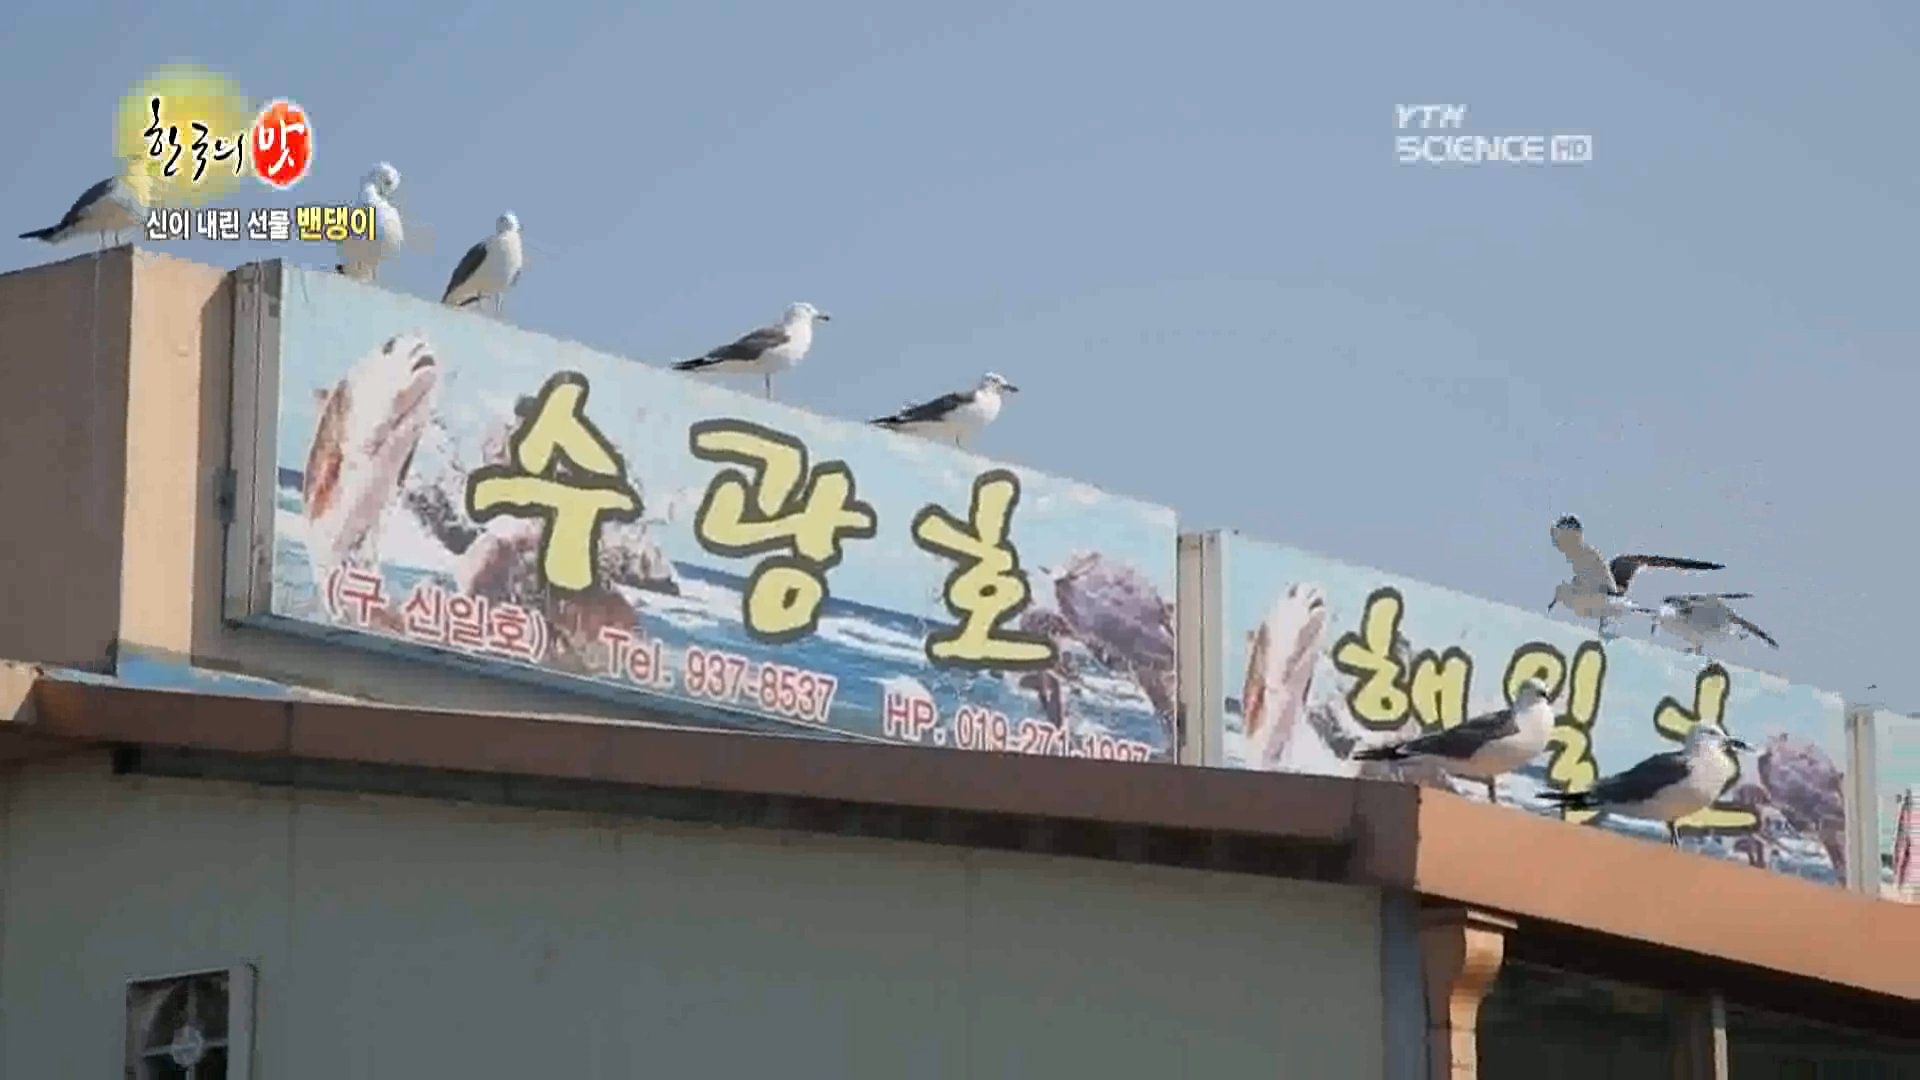 한국의 맛
신이 내린 선물 밴댕이
YTN
SCIENCE HD
수광호
(구 신일호) Tel. 937-8537 HP. 019-271-1927
해일호